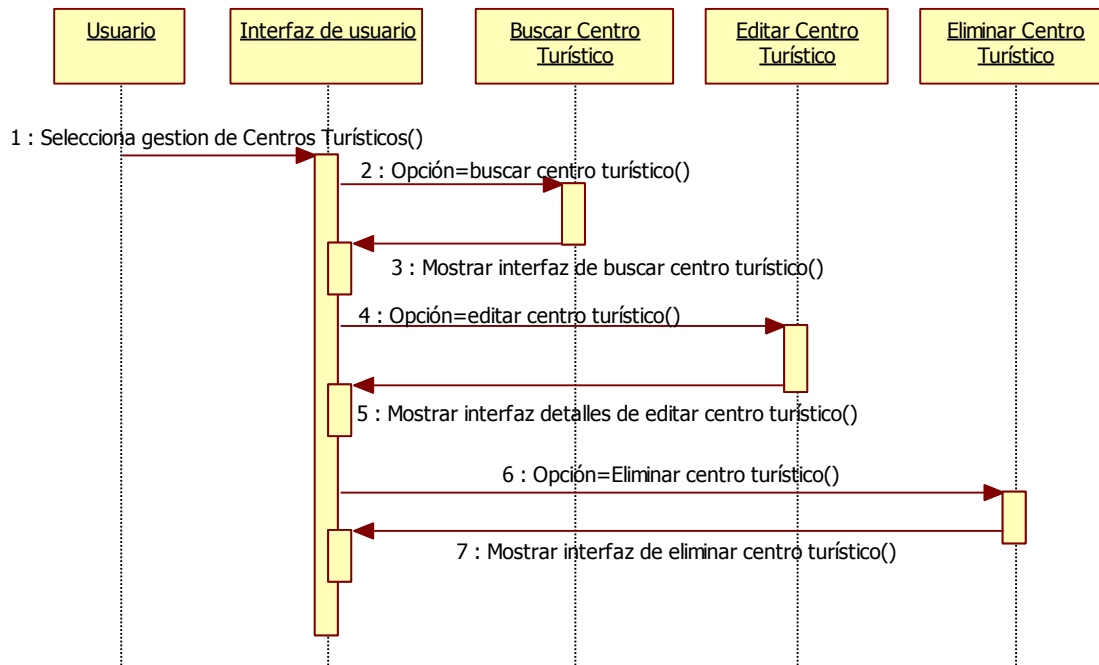 Usuario
Interfaz de usuario
Buscar Centro
Turístico
Editar Centro
Turístico
Eliminar Centro
Turístico
1 : Selecciona gestion de Centros Turísticos()
2 : Opción=buscar centro turístico()
3 : Mostrar interfaz de buscar centro turístico()
4 : Opción=editar centro turístico()
5 : Mostrar interfaz detalles de editar centro turístico()
6 : Opción=Eliminar centro turístico()
7 : Mostrar interfaz de eliminar centro turístico()